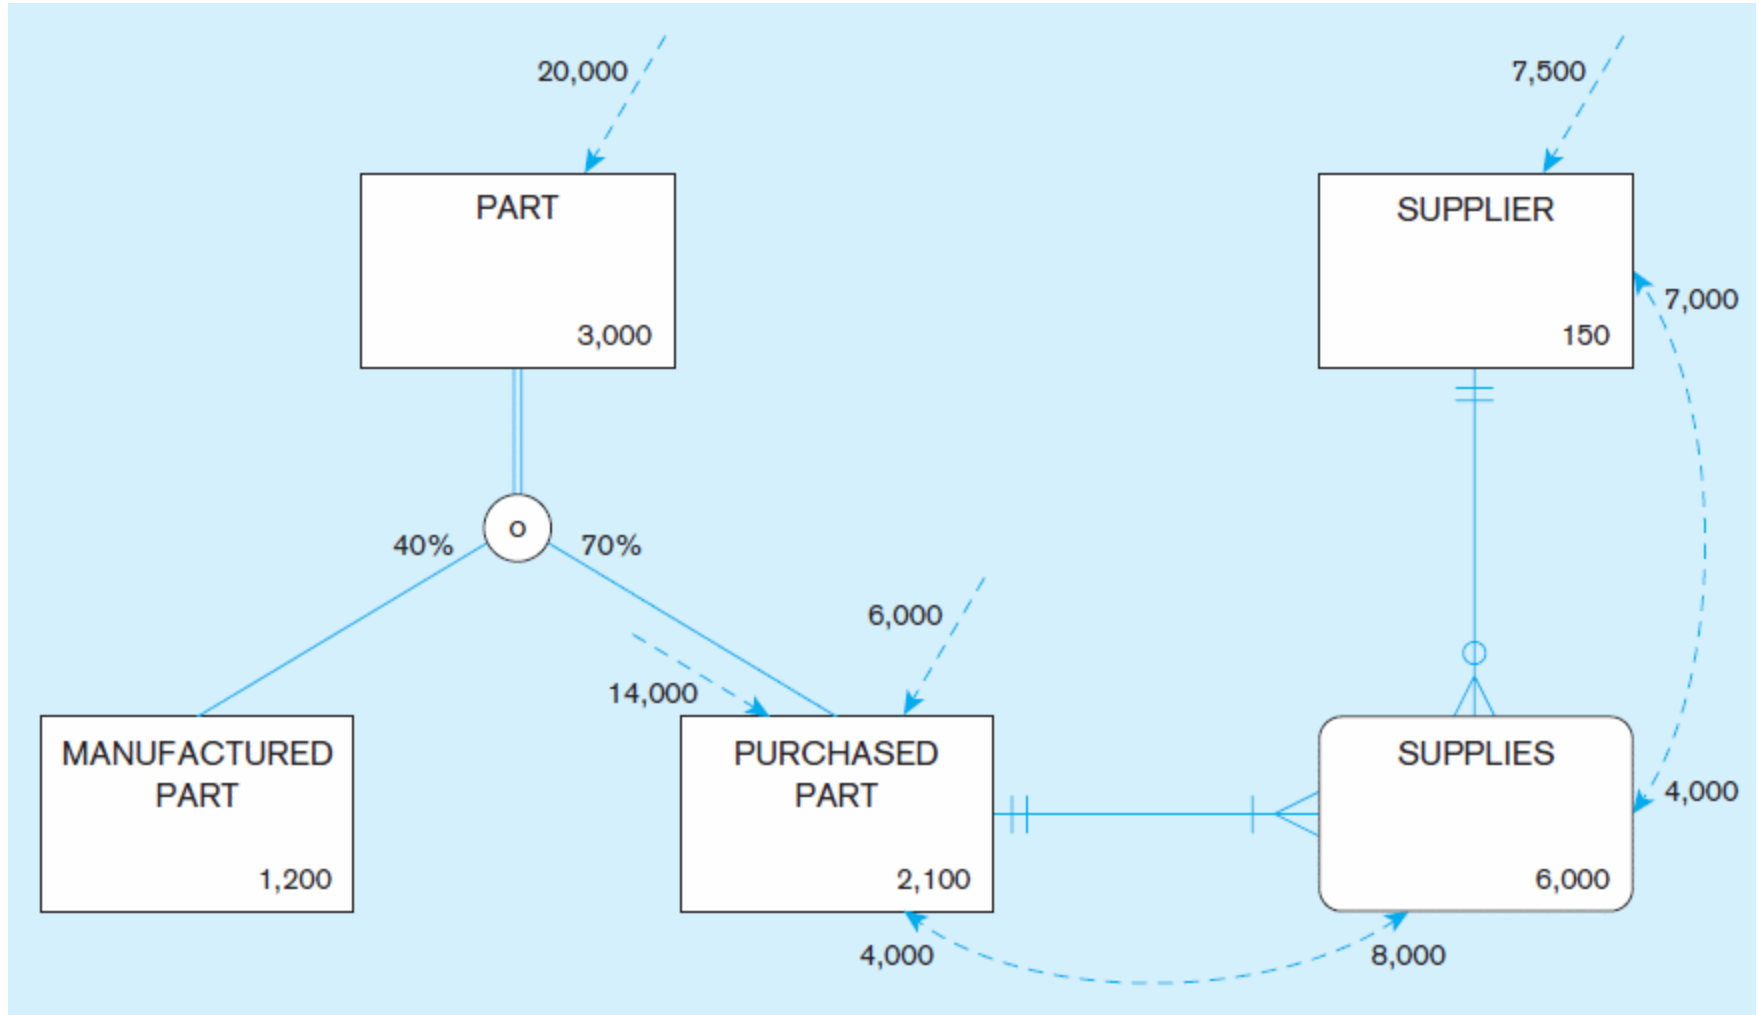 20,000
7,500
PART
3,000
SUPPLIER
150
7,000
40%
o
70%
6,000
14,000
MANUFACTURED
PART
1,200
PURCHASED
PART
2,100
SUPPLIES
6,000
4,000
4,000
8,000